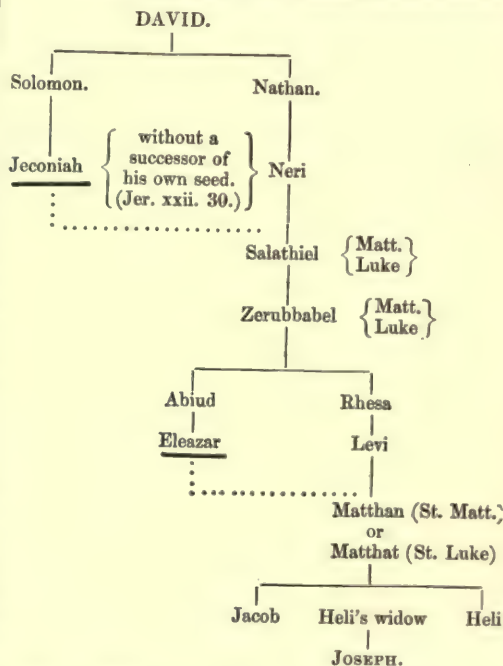 DAVID.
Solomon. Nathan.
without a
successor of
Jeconiah his own seed. Neri
(Jer. xxii. 30.)
Salathiel {Matt. Luke}
Zerubbabel {Matt. Luke}
Abiud Rhesa
Eleazar Levi
Matthan (St. Matt.)
or
Matthat (St. Luke)
Jacob Heli's widow Heli
JOSEPH.